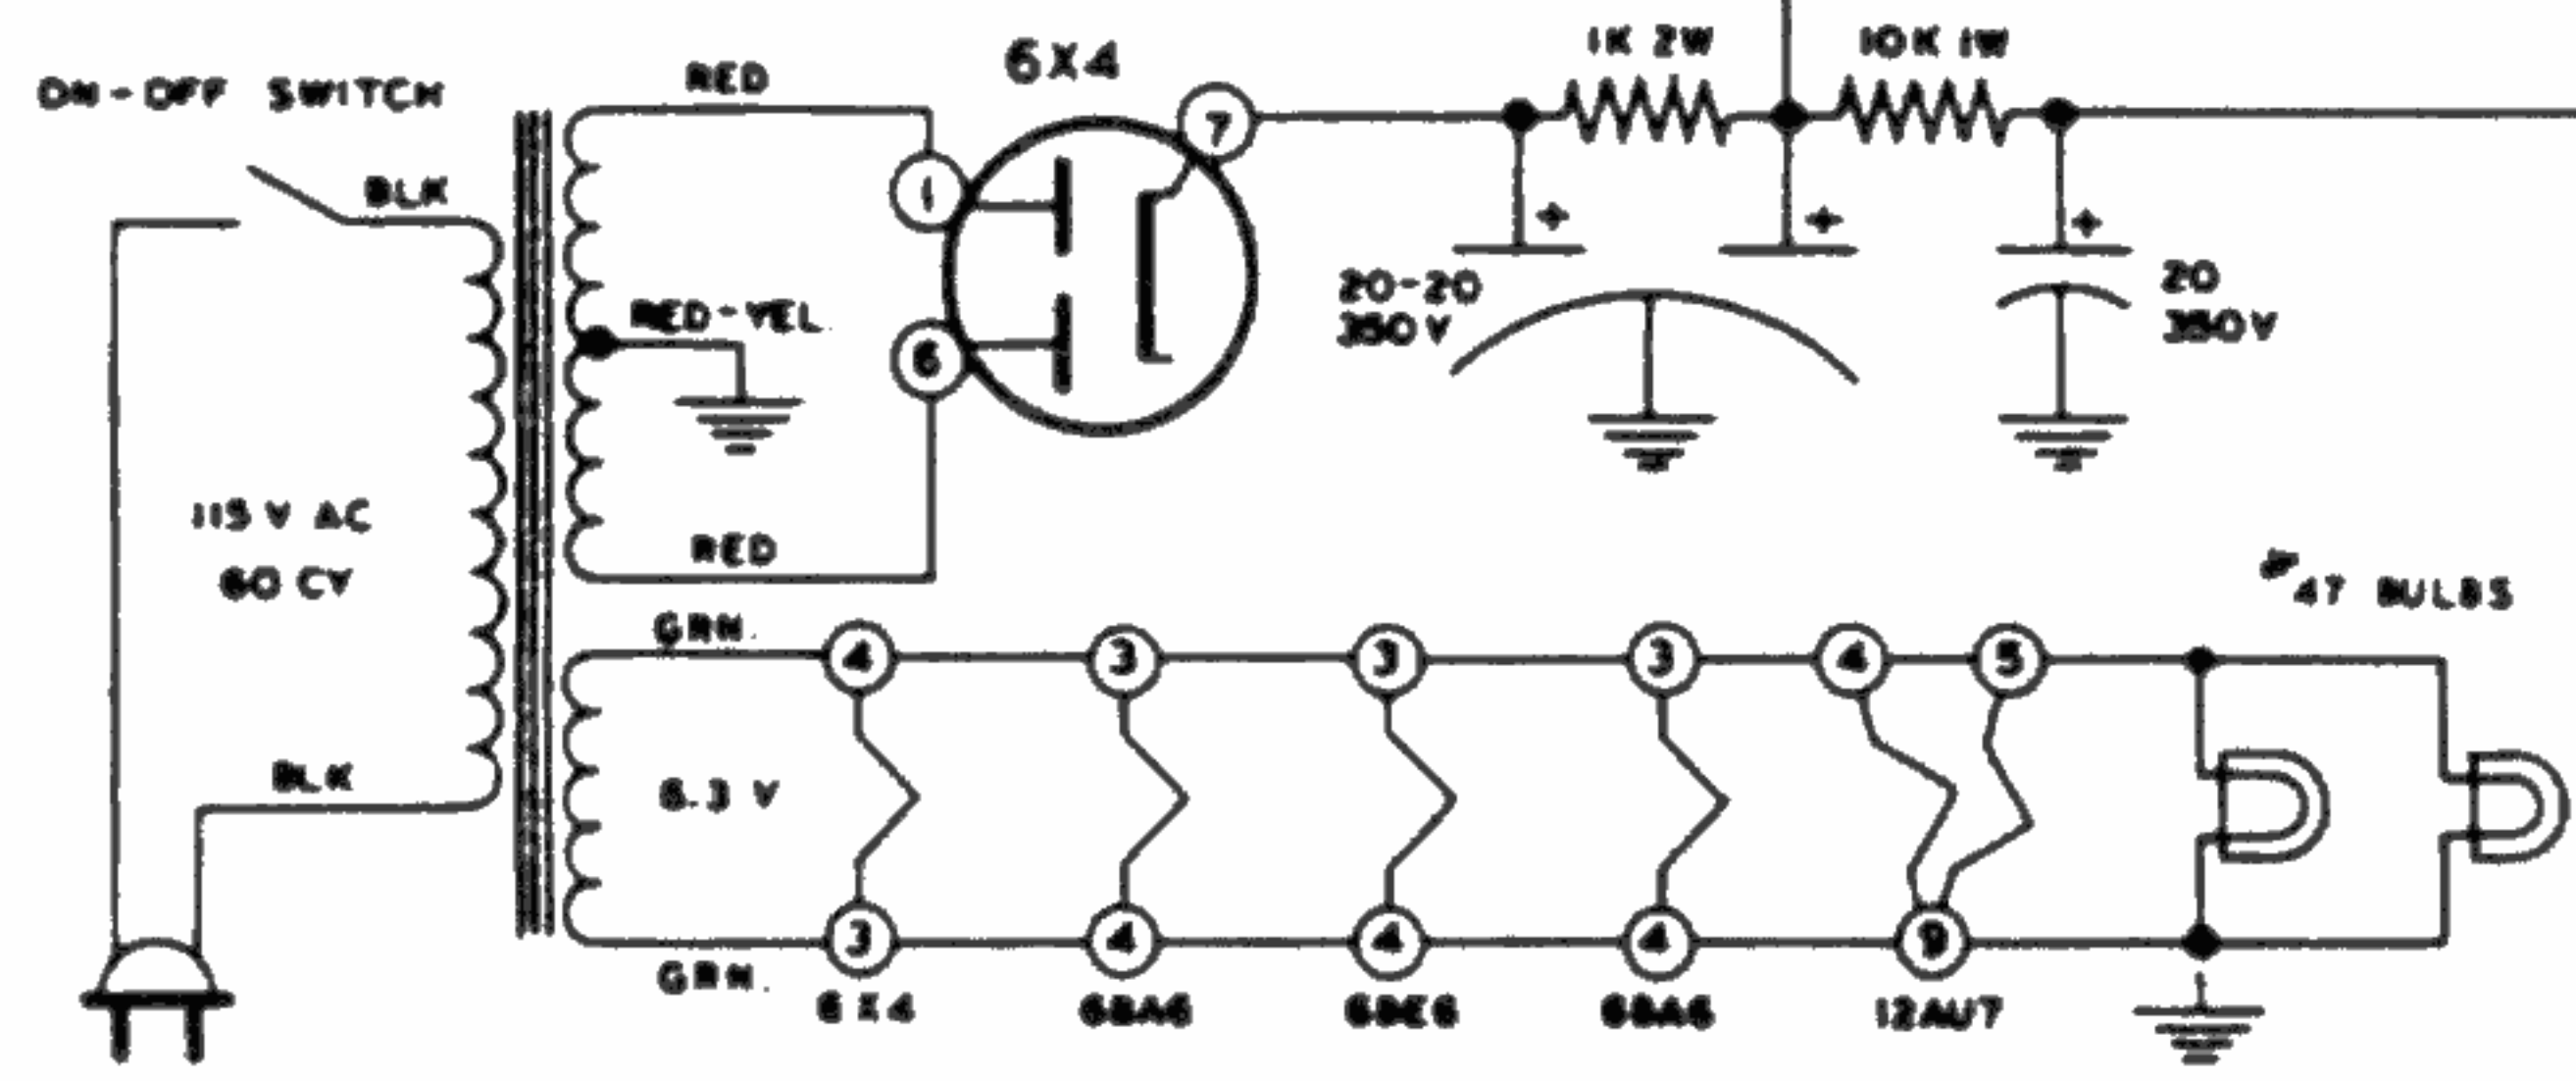 ON-OFF SWITCH
RED
6X4
1K 2W
10K 1W
7
BLK
1
+
+
+
RED-YEL.
20-20
350V
20
350V
6
115 V AC
60 CY
RED
# 47 BULBS
GRN.
4
3
3
3
4
5
BLK
6.3 V
3
4
4
4
9
GRN.
6X4
6BA6
6BE6
6BA6
12AU7